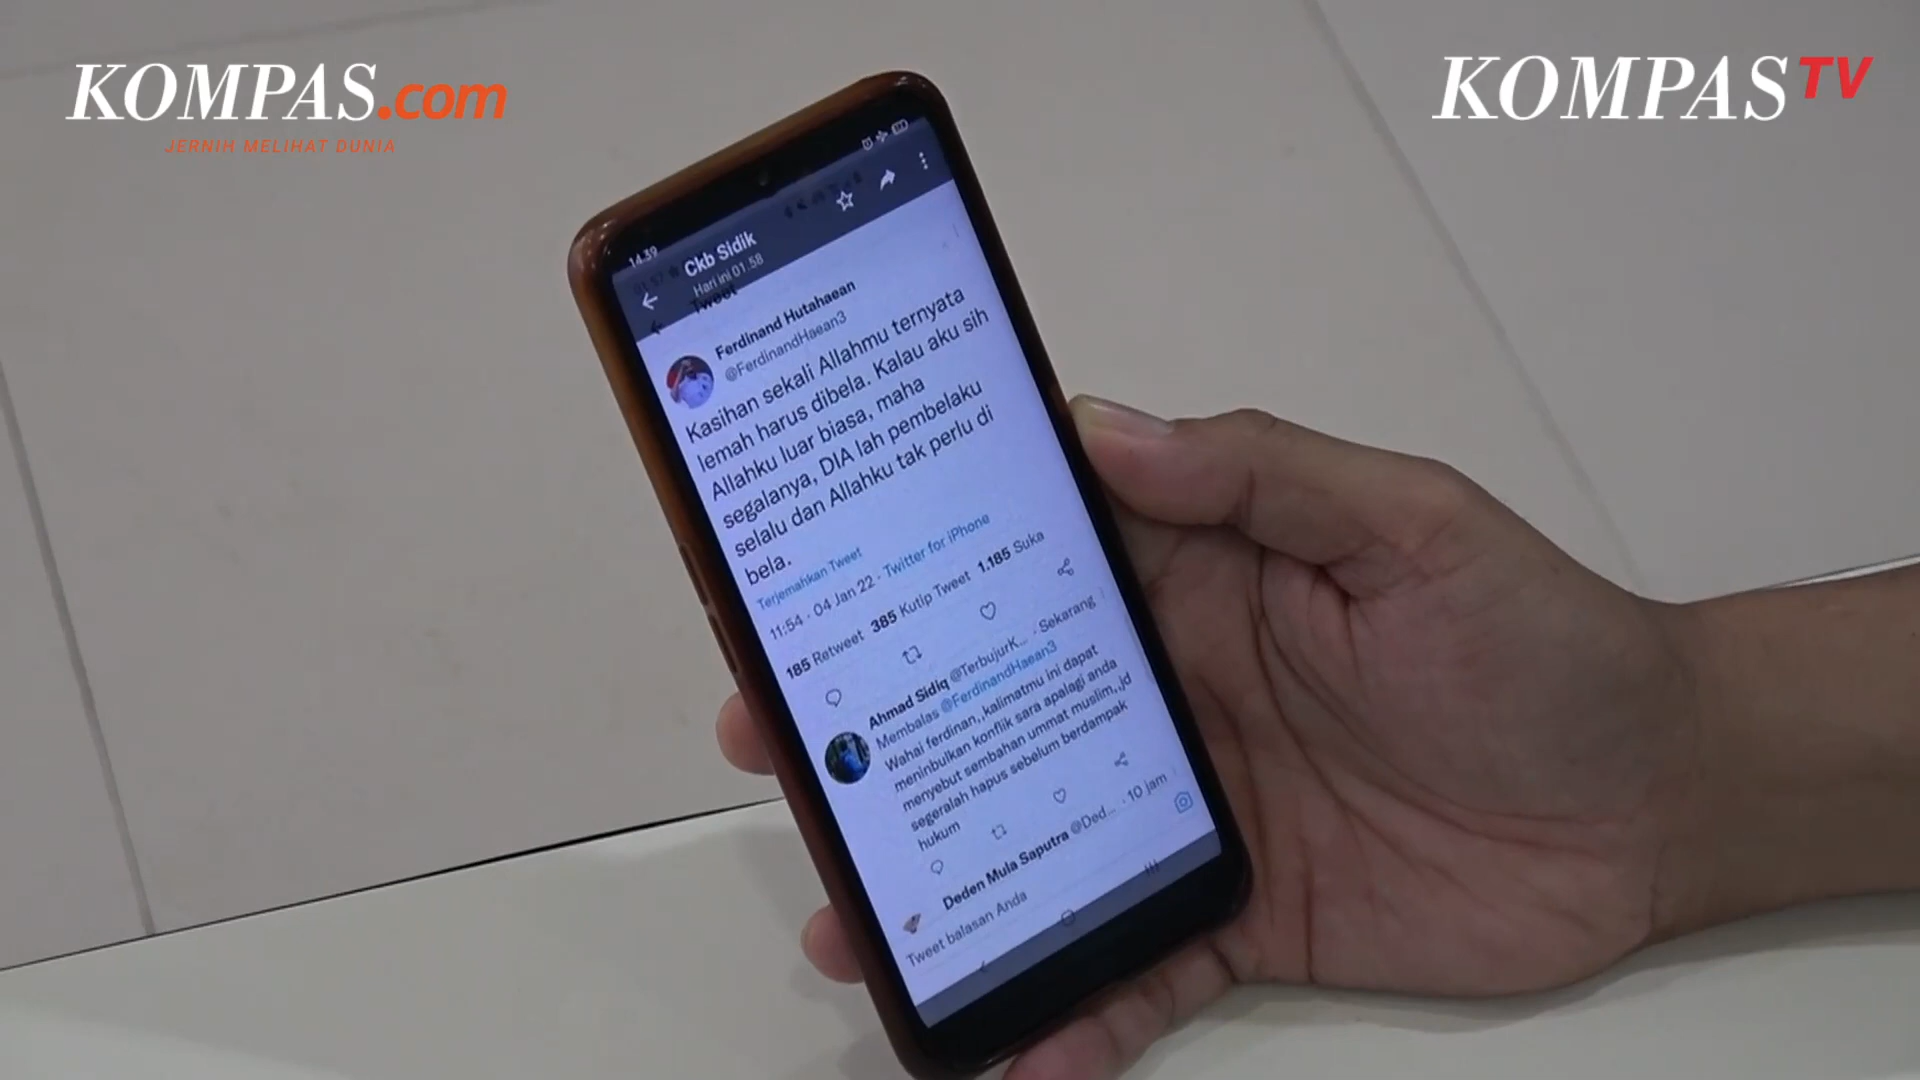 KOMPAS.com
JERNIH MELIHAT DUNIA
KOMPAS TV
14.39
Ckb Sidik
Hari ini 01.58
Tweet
Ferdinand Hutahaean
@FerdinandHaean3
Kasihan sekali Allahmu ternyata
lemah harus dibela. Kalau aku sih
Allahku luar biasa, maha
segalanya, DIA lah pembelaku
selalu dan Allahku tak perlu di
bela.
Terjemahkan Tweet
11:54 · 04 Jan 22 · Twitter for iPhone
185 Retweet 385 Kutip Tweet 1.185 Suka
Ahmad Sidiq @TerbujurK... · Sekarang
Membalas @FerdinandHaean3
Wahai ferdinan,,kalimatmu ini dapat
meninbulkan konflik sara apalagi anda
menyebut sembahan ummat muslim,,jd
segeralah hapus sebelum berdampak
hukum
Deden Mula Saputra @Ded... · 10 jam
Tweet balasan Anda